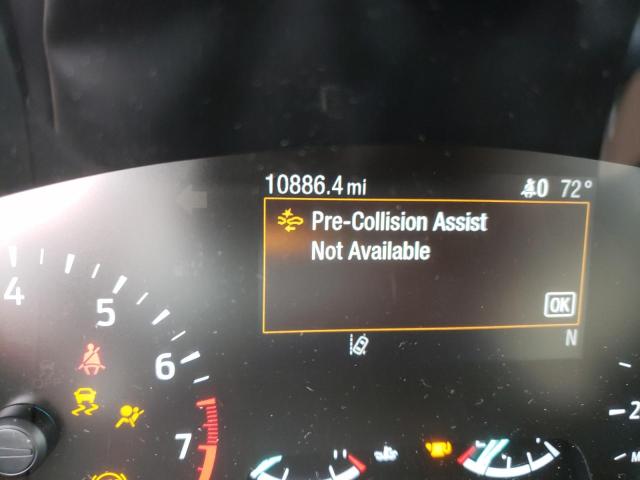 10886.4 mi
0 72°
Pre-Collision Assist
Not Available
OK
N
4
5
6
7
2
M